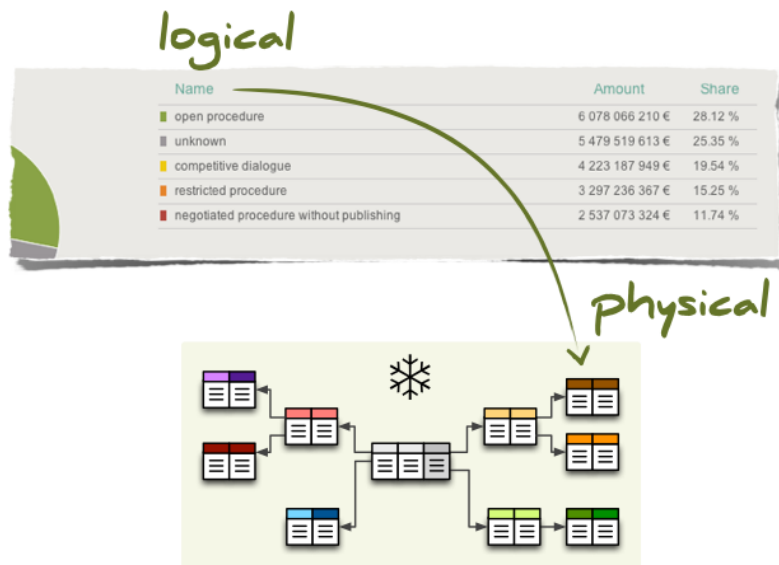 logical
Name Amount Share
open procedure 6 078 066 210 € 28.12 %
unknown 5 479 519 613 € 25.35 %
competitive dialogue 4 223 187 949 € 19.54 %
restricted procedure 3 297 236 367 € 15.25 %
negotiated procedure without publishing 2 537 073 324 € 11.74 %
physical